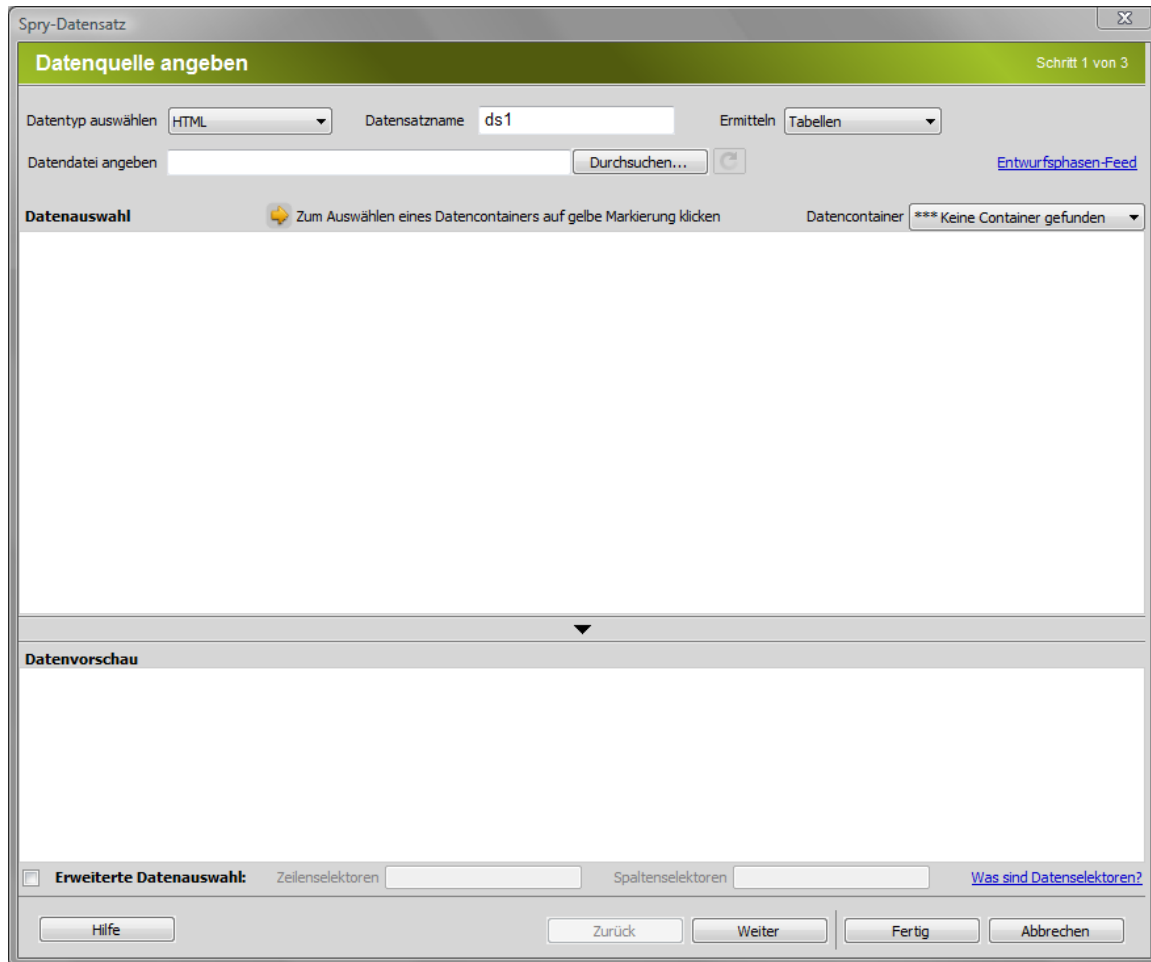 Spry-Datensatz
Datenquelle angeben Schritt 1 von 3
Datentyp auswählen HTML Datensatzname ds1 Ermitteln Tabellen
Datendatei angeben Durchsuchen... Entwurfsphasen-Feed
Datenauswahl Zum Auswählen eines Datencontainers auf gelbe Markierung klicken Datencontainer *** Keine Container gefunden
Datenvorschau
Erweiterte Datenauswahl: Zeilenselektoren Spaltenselektoren Was sind Datenselektoren?
Hilfe Zurück Weiter Fertig Abbrechen